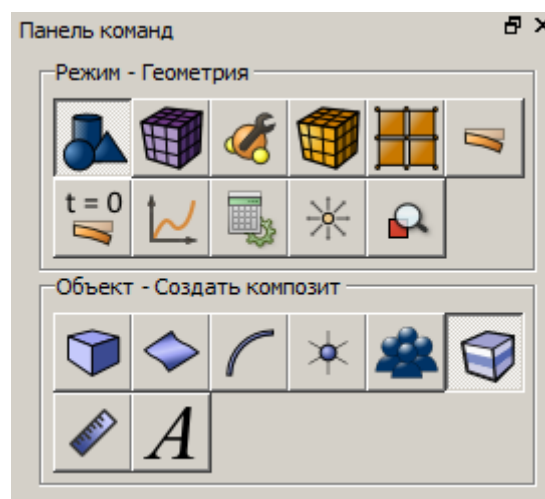 Панель команд
Режим - Геометрия
t = 0
Объект - Создать композит
A